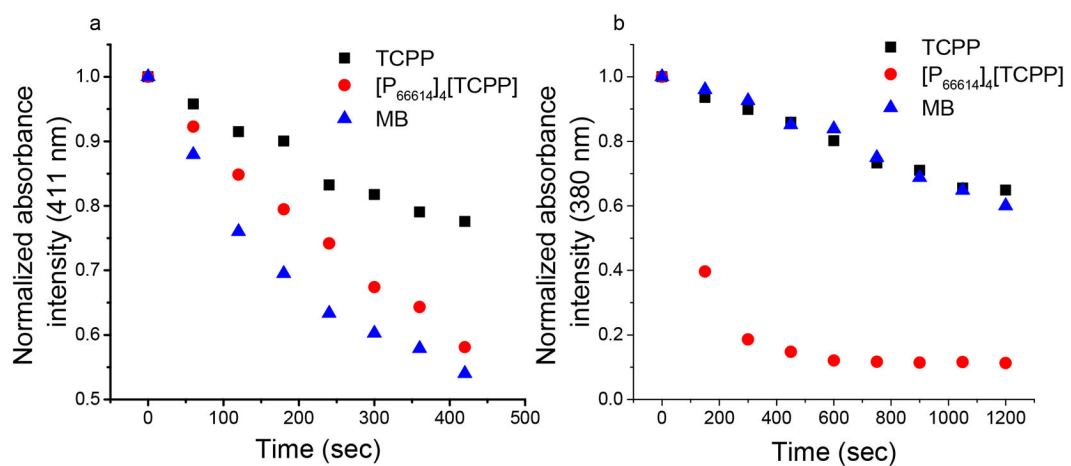 a
TCPP
[P66614]4[TCPP]
MB
1.0
0.9
0.8
0.7
0.6
0.5
0
100
200
300
400
500
Time (sec)
Normalized absorbance
intensity (411 nm)
b
TCPP
[P66614]4[TCPP]
MB
1.0
0.8
0.6
0.4
0.2
0.0
0
200
400
600
800
1000
1200
Time (sec)
Normalized absorbance
intensity (380 nm)